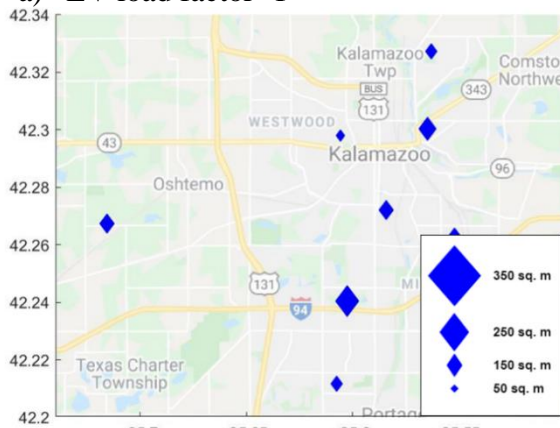 42.34
Kalamazoo
Twp
Comsto
Northwe
42.32
BUS
131
343
WESTWOOD
42.3
43
Kalamazoo
96
Oshtemo
42.28
42.26
350 sq. m
131
MI
42.24
94
250 sq. m
42.22
Texas Charter
Township
150 sq. m
50 sq. m
42.2
Portag